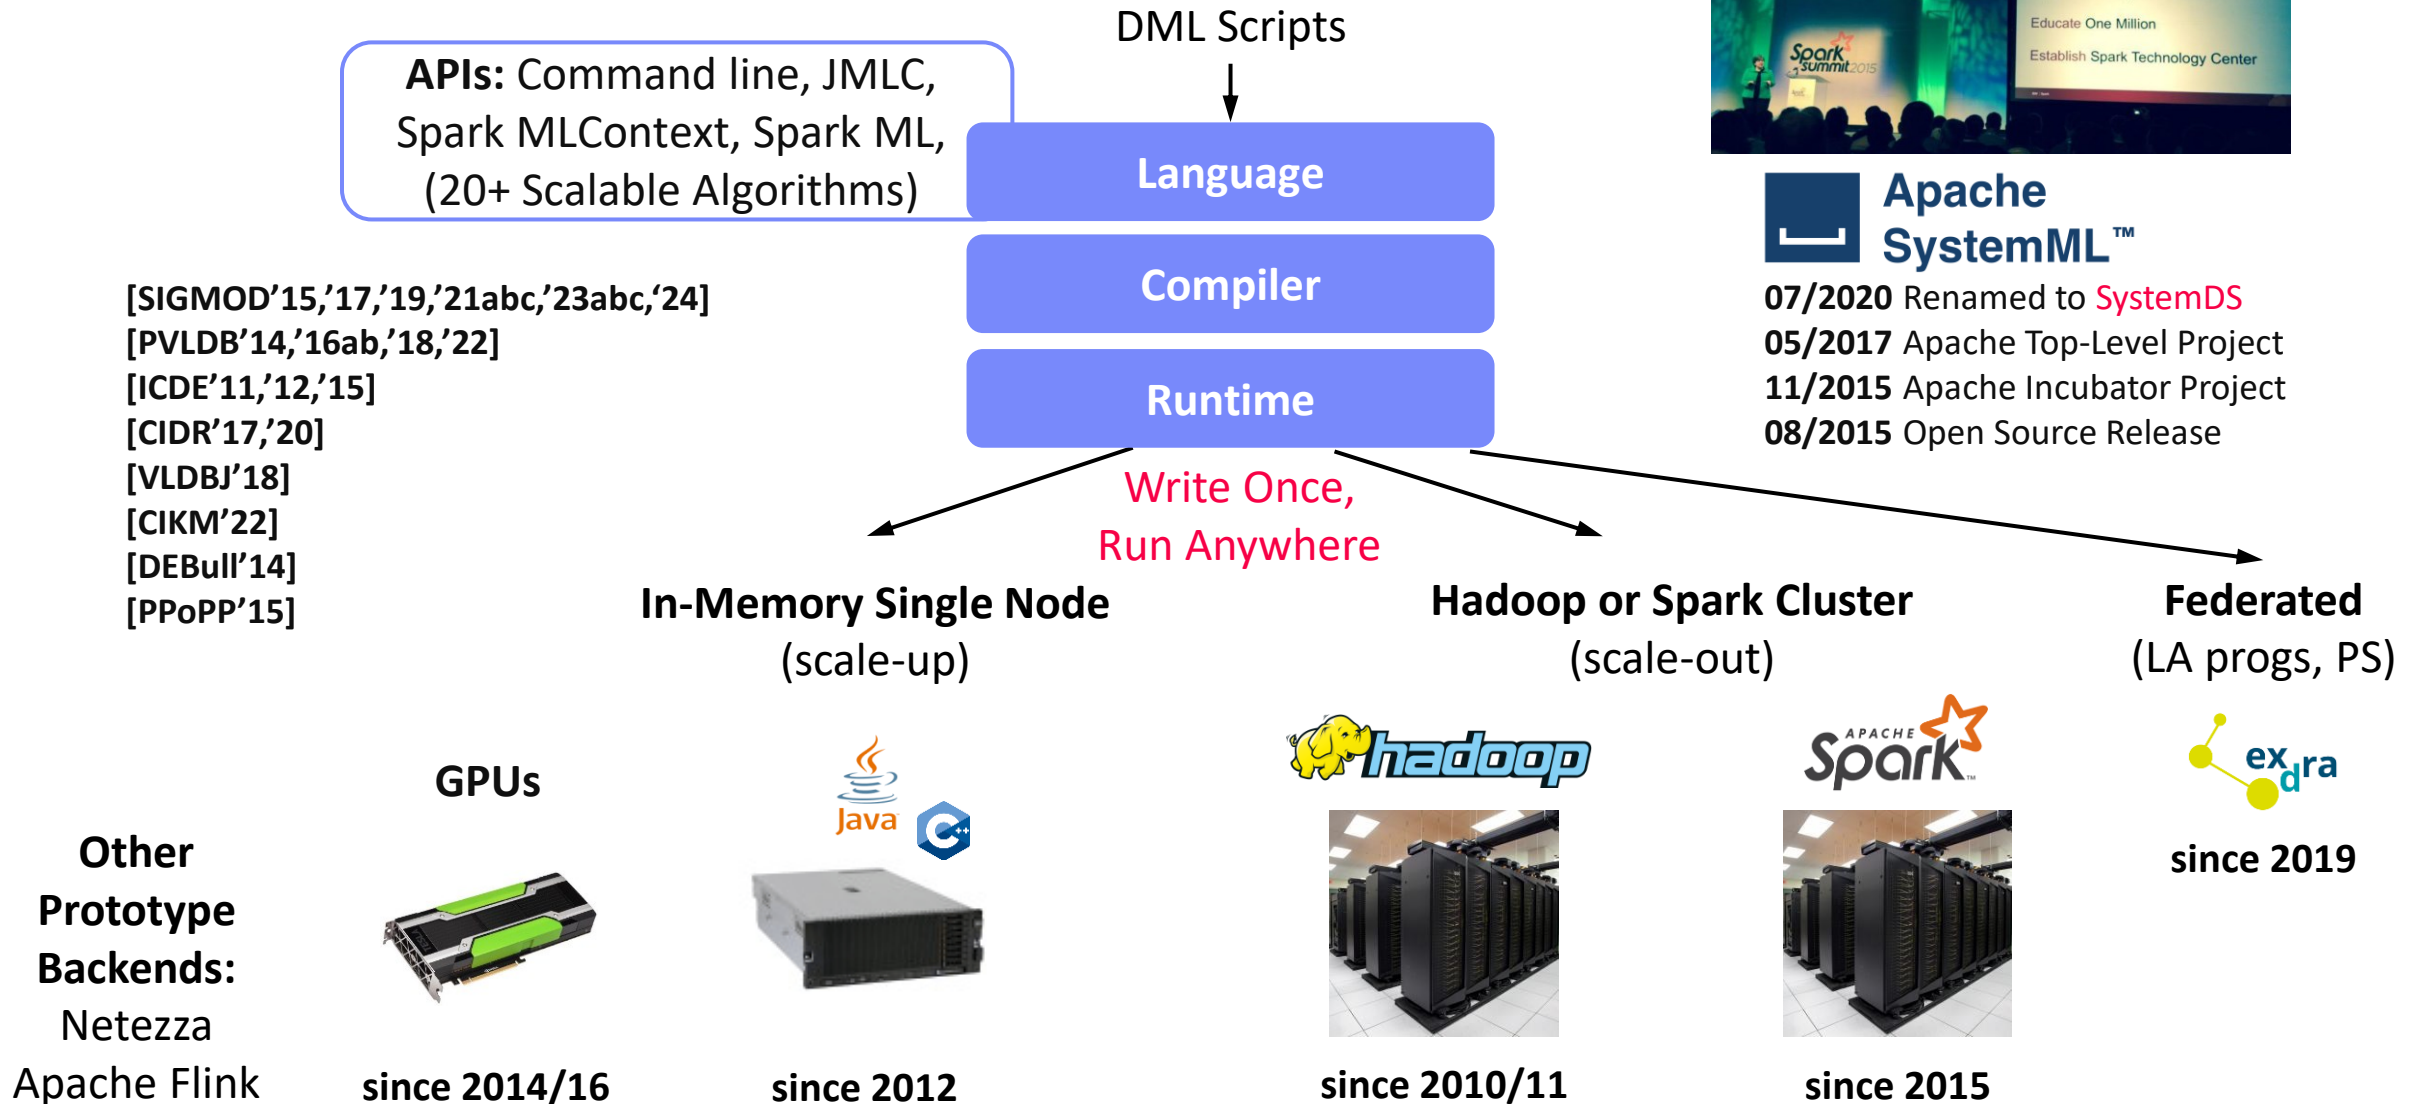 DML Scripts
APIs: Command line, JMLC,
Spark MLContext, Spark ML,
(20+ Scalable Algorithms)
Language
Compiler
Runtime
Educate One Million
Establish Spark Technology Center
Spark
Summit 2015
Apache
SystemML™
07/2020 Renamed to SystemDS
05/2017 Apache Top-Level Project
11/2015 Apache Incubator Project
08/2015 Open Source Release
[SIGMOD’15,’17,’19,’21abc,’23abc,‘24]
[PVLDB’14,’16ab,’18,’22]
[ICDE’11,’12,’15]
[CIDR’17,’20]
[VLDBJ’18]
[CIKM’22]
[DEBull’14]
[PPoPP’15]
Write Once,
Run Anywhere
In-Memory Single Node
(scale-up)
Hadoop or Spark Cluster
(scale-out)
Federated
(LA progs, PS)
GPUs
Java
C++
hadoop
APACHE
Spark™
exdra
since 2019
Other
Prototype
Backends:
Netezza
Apache Flink
since 2014/16
since 2012
since 2010/11
since 2015